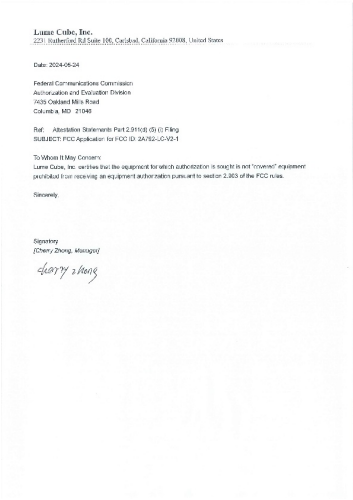 Lume Cube, Inc.
2231 Rutherford Rd Suite 100, Carlsbad, California 92008, United States
Date: 2024-06-24
Federal Communications Commission
Authorization and Evaluation Division
7435 Oakland Mills Road
Columbia, MD 21046
Ref: Attestation Statements Part 2.911(d) (5) (i) Filing
SUBJECT: FCC Application for FCC ID: 2A7B2-LC-V2-1
To Whom It May Concern:
Lume Cube, Inc. certifies that the equipment for which authorization is sought is not "covered" equipment
prohibited from receiving an equipment authorization pursuant to section 2.903 of the FCC rules.
Sincerely,
Signatory
[Cherry Zhong, Manager]
cherry zhong